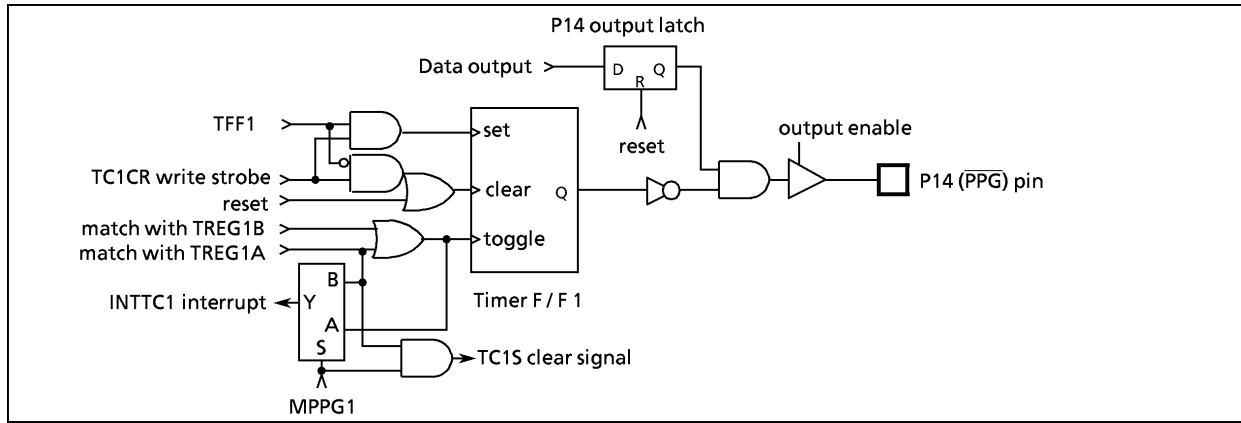 P14 output latch
Data output
D
Q
R
reset
TFF1
set
output enable
TC1CR write strobe
clear
Q
P14 (PPG) pin
reset
match with TREG1B
toggle
match with TREG1A
B
INTTC1 interrupt
Y
Timer F / F 1
A
S
TC1S clear signal
MPPG1